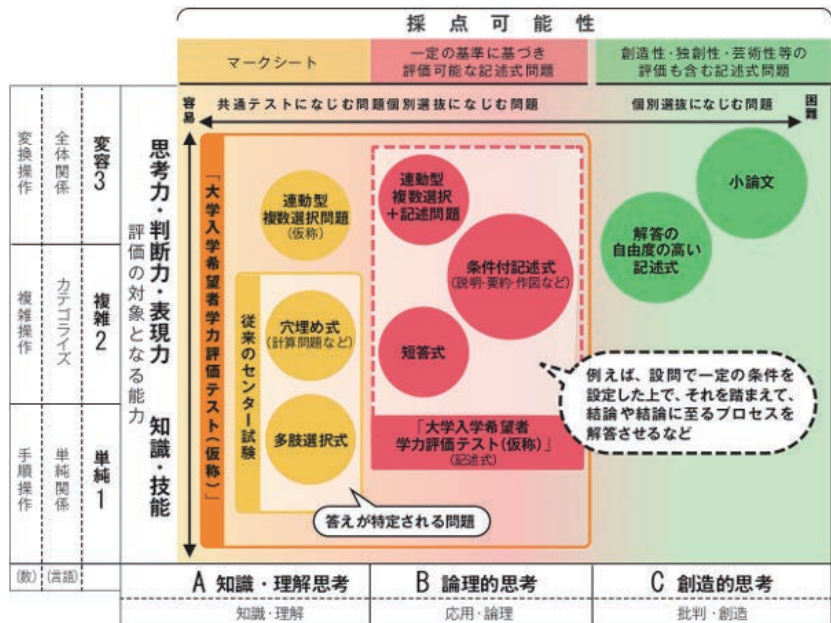 採点可能性
マークシート
一定の基準に基づき
評価可能な記述式問題
創造性・独創性・芸術性等の
評価も含む記述式問題
容易
共通テストになじむ問題
個別選抜になじむ問題
個別選抜になじむ問題
困難
変換操作
全体関係
変容3
複雑操作
カテゴライズ
複雑2
手順操作
単純関係
単純1
(数)
(言語)
思考力・判断力・表現力
知識・技能
評価の対象となる能力
「大学入学希望者学力評価テスト(仮称)」
連動型
複数選択問題
(仮称)
従来のセンター試験
穴埋め式
(計算問題など)
多肢選択式
答えが特定される問題
連動型
複数選択
+記述問題
条件付記述式
(説明・要約・作図など)
短答式
「大学入学希望者
学力評価テスト(仮称)」
(記述式)
解答の
自由度の高い
記述式
小論文
例えば、設問で一定の条件を
設定した上で、それを踏まえて、
結論や結論に至るプロセスを
解答させるなど
A 知識・理解思考
B 論理的思考
C 創造的思考
知識・理解
応用・論理
批判・創造